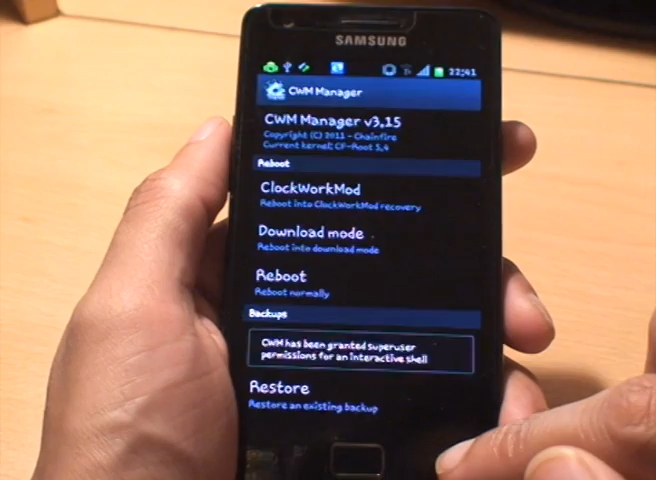 SAMSUNG
22:41
CWM Manager
CWM Manager v3.15
Copyright (C) 2011 - Chainfire
Current kernel: CF-Root 5.4
Reboot
ClockWorkMod
Reboot into ClockWorkMod recovery
Download mode
Reboot into download mode
Reboot
Reboot normally
Backups
CWM has been granted superuser
permissions for an interactive shell
Restore
Restore an existing backup